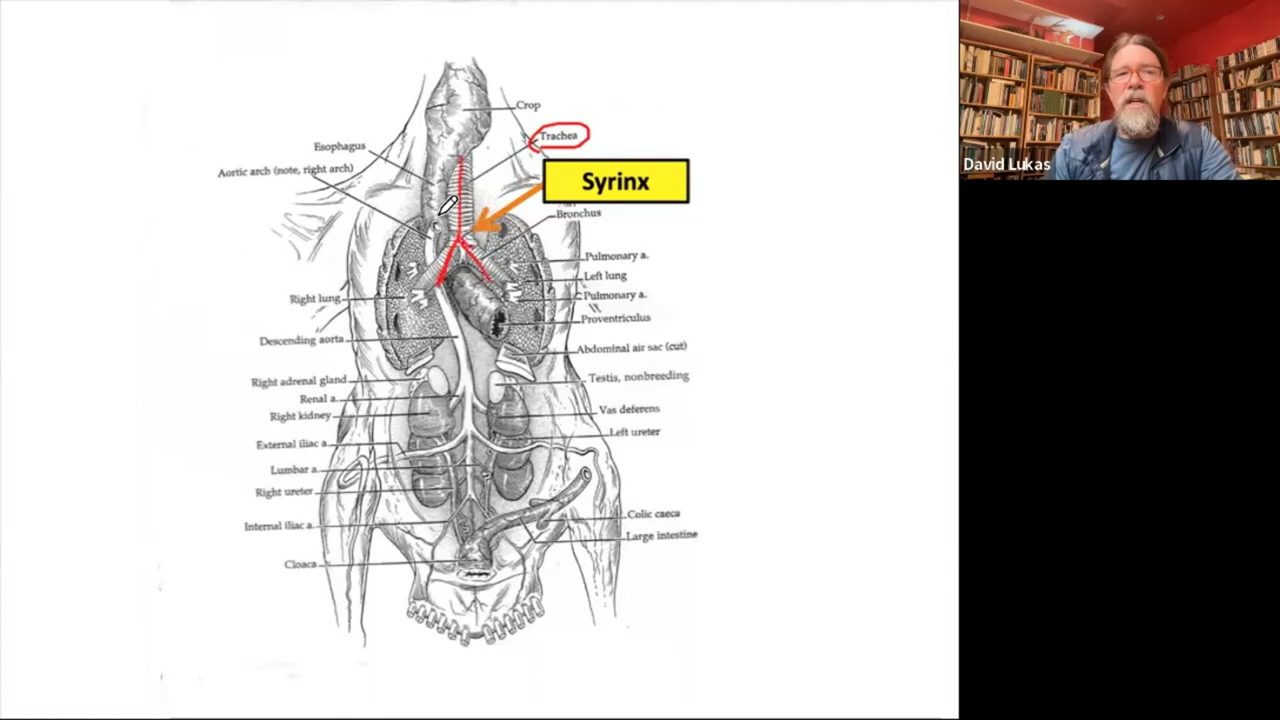 Crop
Trachea
Esophagus
Aortic arch (note, right arch)
Syrinx
Bronchus
Pulmonary a.
Left lung
Right lung
Pulmonary a.
Proventriculus
Descending aorta
Abdominal air sac (cut)
Right adrenal gland
Testis, nonbreeding
Renal a.
Right kidney
Vas deferens
Left ureter
External iliac a.
Lumbar a.
Right ureter
Internal iliac a.
Colic caeca
Large intestine
Cloaca
David Lukas